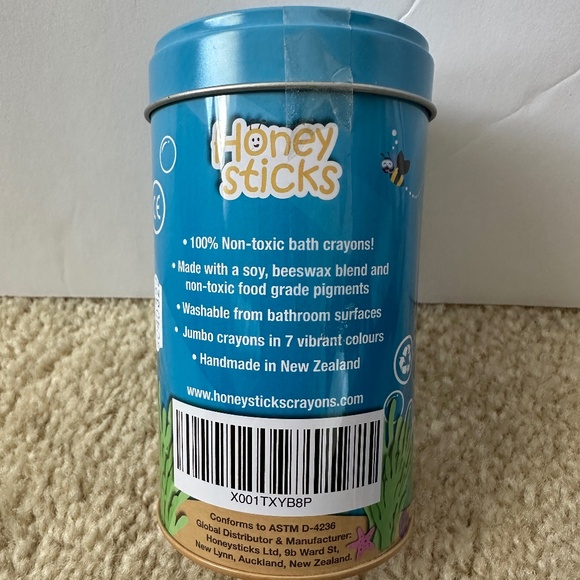 Honey
sticks
CE
• 100% Non-toxic bath crayons!
• Made with a soy, beeswax blend and
non-toxic food grade pigments
• Washable from bathroom surfaces
• Jumbo crayons in 7 vibrant colours
• Handmade in New Zealand
www.honeystickscrayons.com
X001TXYB8P
Conforms to ASTM D-4236
Global Distributor & Manufacturer:
Honeysticks Ltd, 9b Ward St,
New Lynn, Auckland, New Zealand.